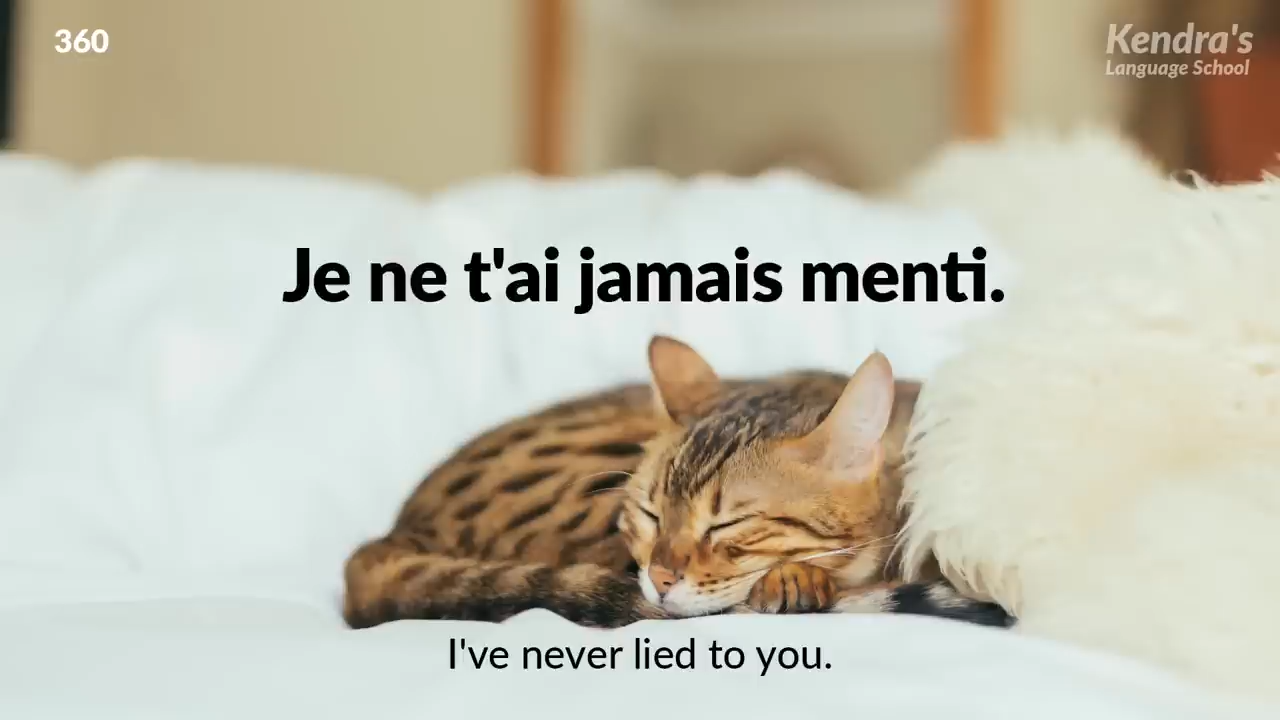 360
Kendra's
Language School
Je ne t'ai jamais menti.
I've never lied to you.